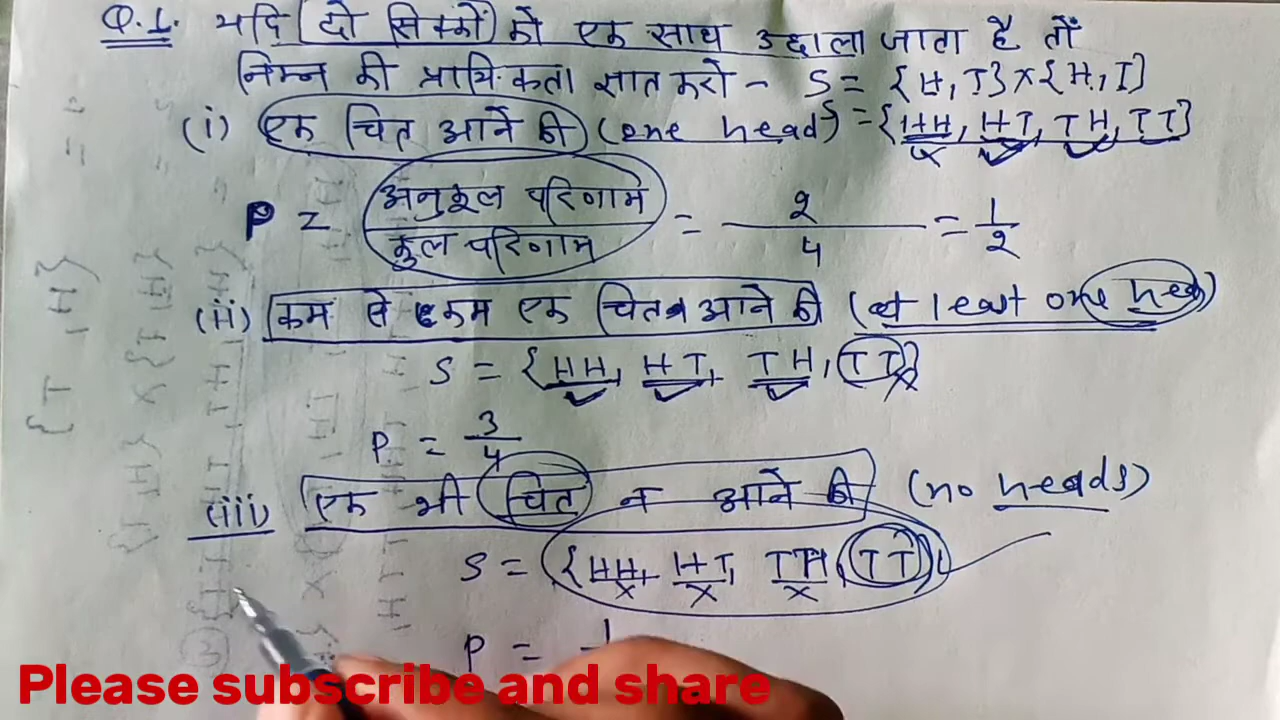 Q.1. यदि दो सिक्कों को एक साथ उछाला जाता है तों
निम्न की प्रायिकता ज्ञात करो - S = {H, T} x {H, T}
(i) एक चित आने की (one head) S = {HH, HT, TH, TT}
P = अनुकूल परिणाम / कुल परिणाम = 2 / 4 = 1 / 2
(ii) कम से कम एक चित आने की (at least one head)
S = {HH, HT, TH, TT}
P = 3 / 4
(iii) एक भी चित न आने की (no heads)
S = {HH, HT, TH, TT}
P = 1
Please subscribe and share